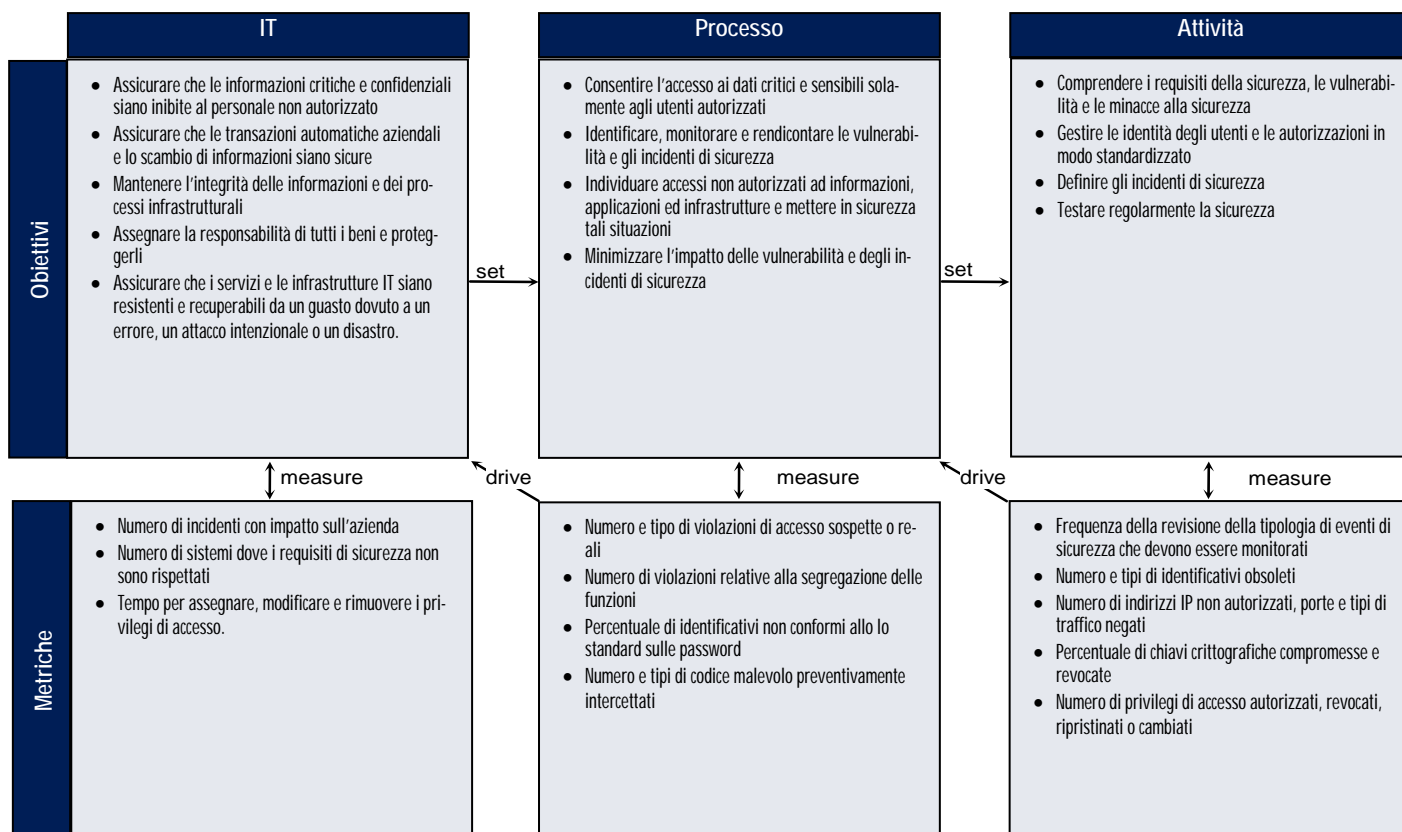 IT
Processo
Attività
Obiettivi
• Assicurare che le informazioni critiche e confidenziali
siano inibite al personale non autorizzato
• Assicurare che le transazioni automatiche aziendali
e lo scambio di informazioni siano sicure
• Mantenere l'integrità delle informazioni e dei pro-
cessi infrastrutturali
• Assegnare la responsabilità di tutti i beni e proteg-
gerli
• Assicurare che i servizi e le infrastrutture IT siano
resistenti e recuperabili da un guasto dovuto a un
errore, un attacco intenzionale o un disastro.
set
• Consentire l'accesso ai dati critici e sensibili sola-
mente agli utenti autorizzati
• Identificare, monitorare e rendicontare le vulnerabi-
lità e gli incidenti di sicurezza
• Individuare accessi non autorizzati ad informazioni,
applicazioni ed infrastrutture e mettere in sicurezza
tali situazioni
• Minimizzare l'impatto delle vulnerabilità e degli in-
cidenti di sicurezza
set
• Comprendere i requisiti della sicurezza, le vulnerabi-
lità e le minacce alla sicurezza
• Gestire le identità degli utenti e le autorizzazioni in
modo standardizzato
• Definire gli incidenti di sicurezza
• Testare regolarmente la sicurezza
measure
drive
measure
drive
measure
Metriche
• Numero di incidenti con impatto sull'azienda
• Numero di sistemi dove i requisiti di sicurezza non
sono rispettati
• Tempo per assegnare, modificare e rimuovere i pri-
vilegi di accesso.
• Numero e tipo di violazioni di accesso sospette o re-
ali
• Numero di violazioni relative alla segregazione delle
funzioni
• Percentuale di identificativi non conformi allo lo
standard sulle password
• Numero e tipi di codice malevolo preventivamente
intercettati
• Frequenza della revisione della tipologia di eventi di
sicurezza che devono essere monitorati
• Numero e tipi di identificativi obsoleti
• Numero di indirizzi IP non autorizzati, porte e tipi di
traffico negati
• Percentuale di chiavi crittografiche compromesse e
revocate
• Numero di privilegi di accesso autorizzati, revocati,
ripristinati o cambiati